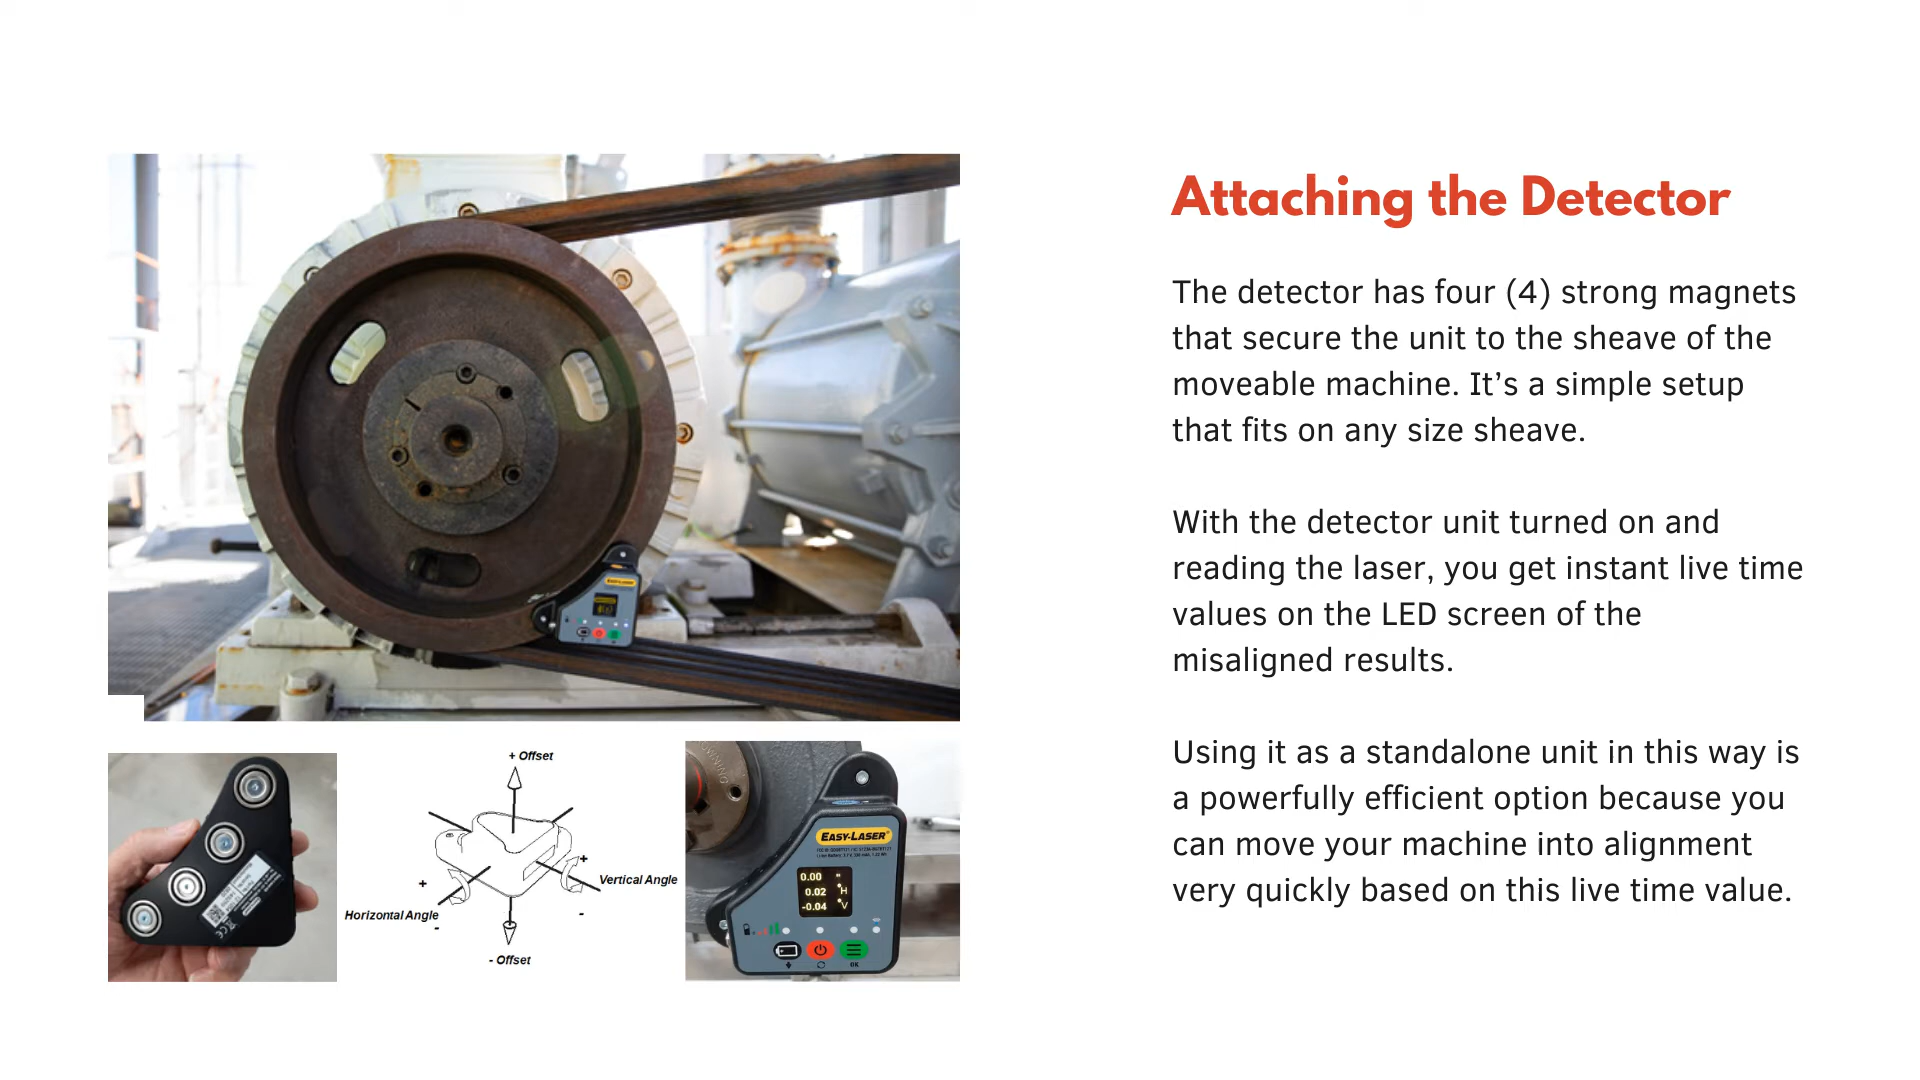 Attaching the Detector
The detector has four (4) strong magnets
that secure the unit to the sheave of the
moveable machine. It’s a simple setup
that fits on any size sheave.
With the detector unit turned on and
reading the laser, you get instant live time
values on the LED screen of the
misaligned results.
Using it as a standalone unit in this way is
a powerfully efficient option because you
can move your machine into alignment
very quickly based on this live time value.
EASY-LASER
+ Offset
+
Vertical Angle
-
+
Horizontal Angle
-
- Offset
EASY-LASER®
0.00 "
0.02 °H
-0.04 °V
OK